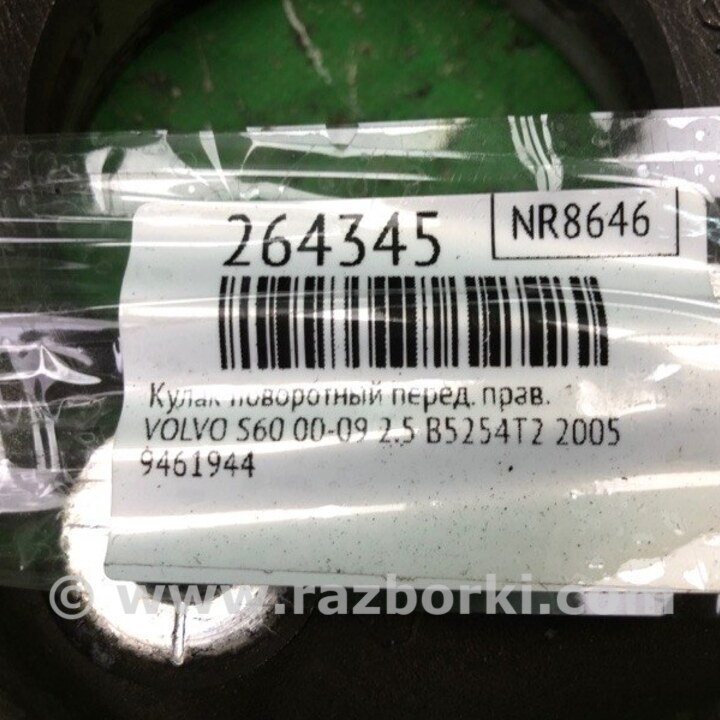 264345
NR8646
Кулак поворотный перед. прав.
VOLVO S60 00-09 2.5 B5254T2 2005
9461944
© www.razborki.com